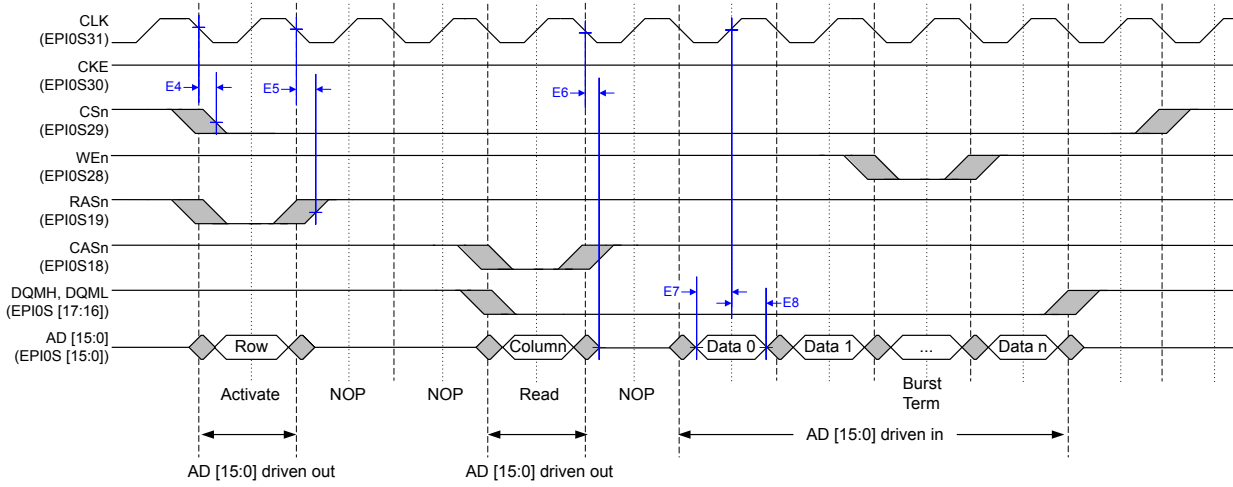 CLK
(EPI0S31)
CKE
(EPI0S30)
E4
E5
E6
CSn
(EPI0S29)
WEn
(EPI0S28)
RASn
(EPI0S19)
CASn
(EPI0S18)
DQMH, DQML
(EPI0S [17:16])
E7
E8
AD [15:0]
(EPI0S [15:0])
Row
Column
Data 0
Data 1
...
Data n
Activate
NOP
NOP
Read
NOP
Burst
Term
AD [15:0] driven in
AD [15:0] driven out
AD [15:0] driven out